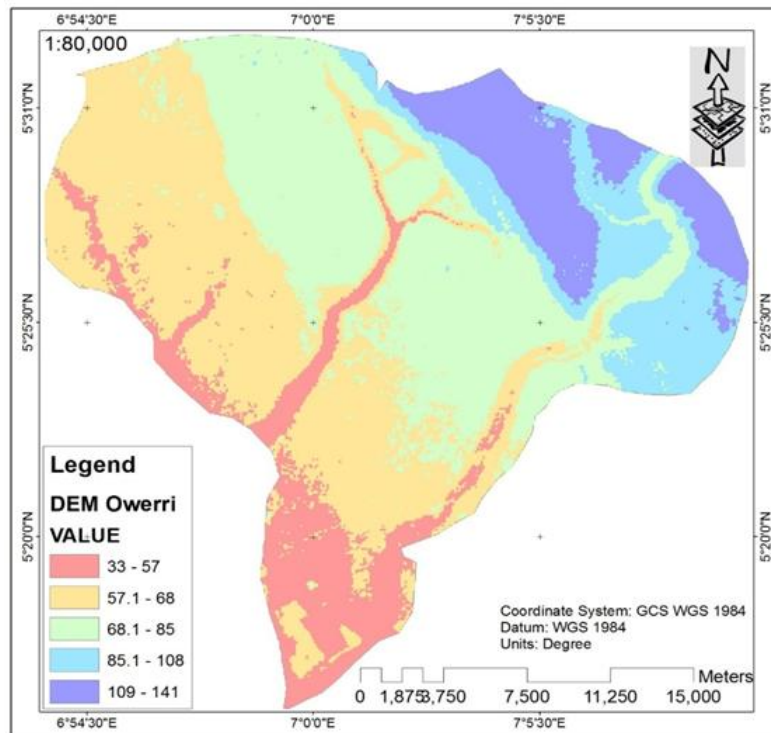 6°54'30"E 7°0'0"E 7°5'30"E
1:80,000
N
5°31'0"N 5°31'0"N
5°25'30"N 5°25'30"N
5°20'0"N 5°20'0"N
Legend
DEM Owerri
VALUE
33 - 57
57.1 - 68
68.1 - 85
85.1 - 108
109 - 141
Coordinate System: GCS WGS 1984
Datum: WGS 1984
Units: Degree
Meters
0 1,875 3,750 7,500 11,250 15,000
6°54'30"E 7°0'0"E 7°5'30"E